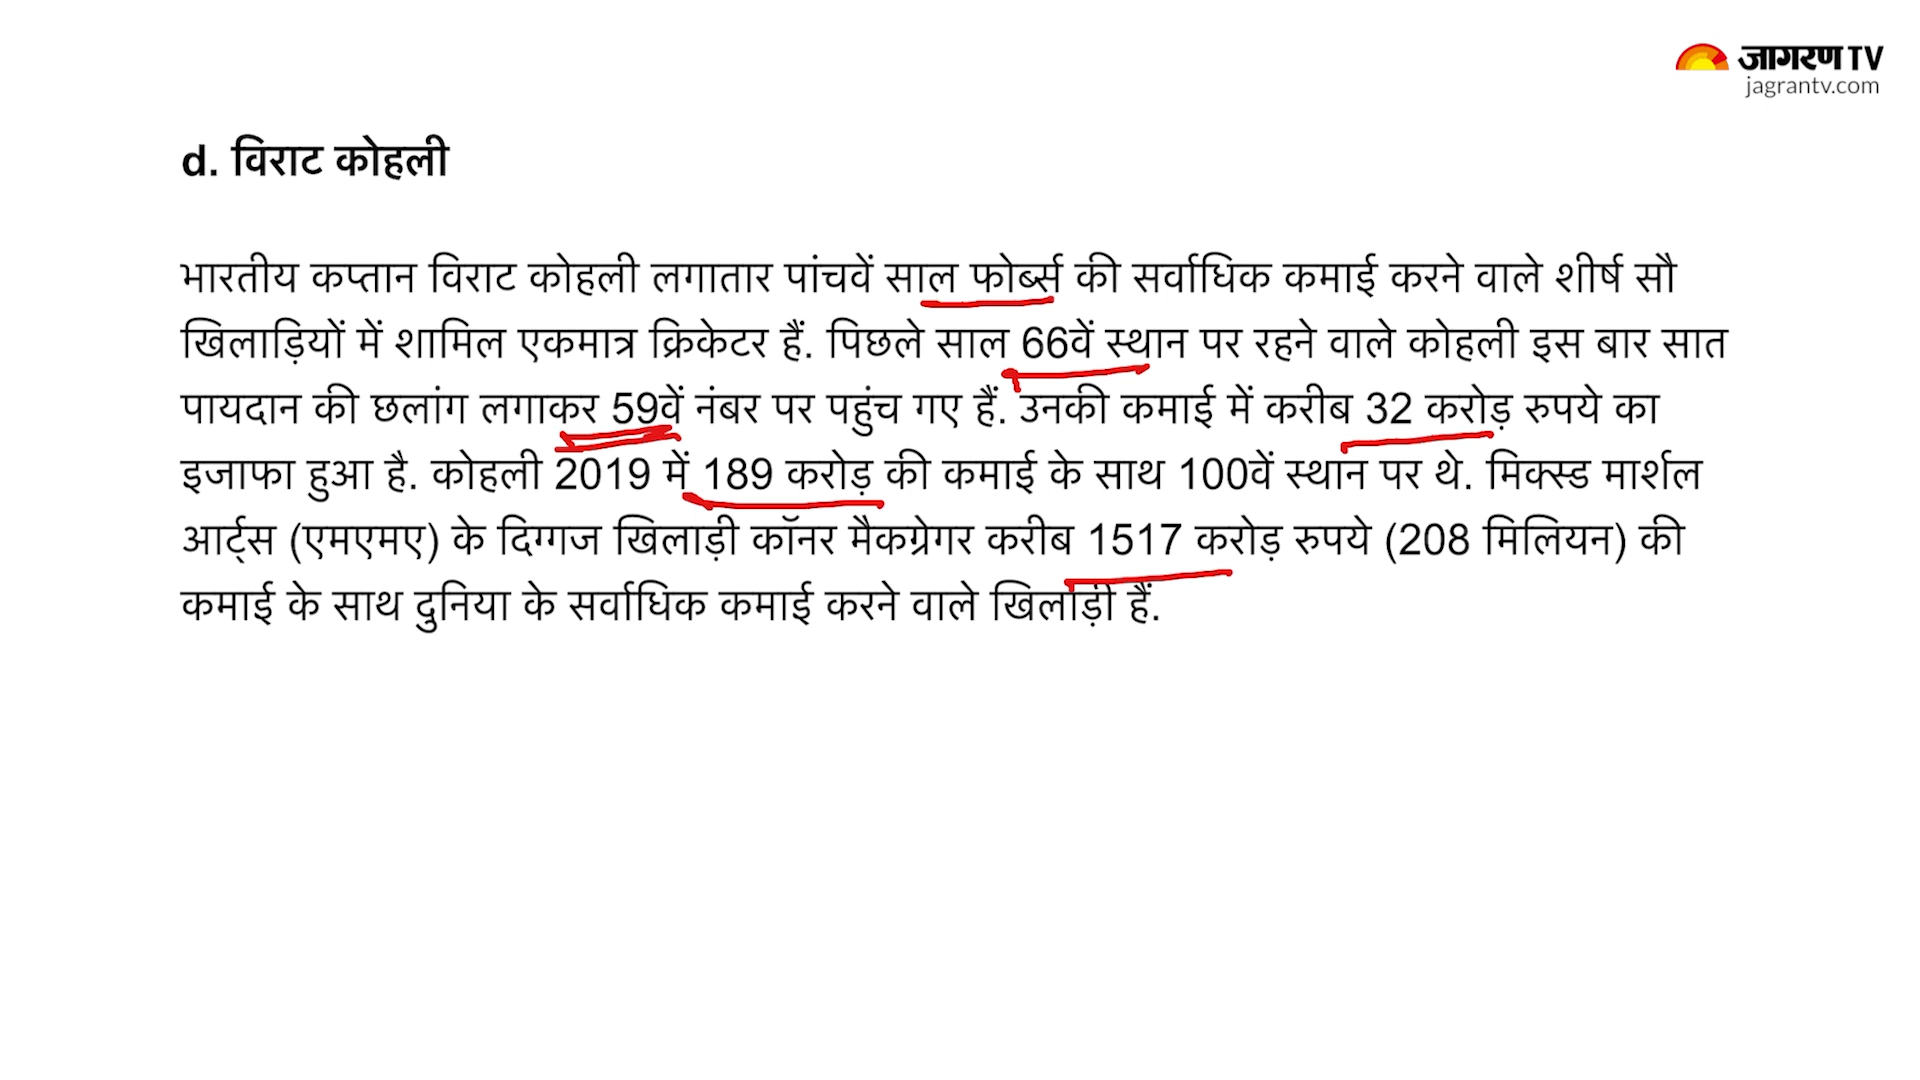 जागरण TV
jagrantv.com
d. विराट कोहली
भारतीय कप्तान विराट कोहली लगातार पांचवें साल फोर्ब्स की सर्वाधिक कमाई करने वाले शीर्ष सौ
खिलाड़ियों में शामिल एकमात्र क्रिकेटर हैं. पिछले साल 66वें स्थान पर रहने वाले कोहली इस बार सात
पायदान की छलांग लगाकर 59वें नंबर पर पहुंच गए हैं. उनकी कमाई में करीब 32 करोड़ रुपये का
इजाफा हुआ है. कोहली 2019 में 189 करोड़ की कमाई के साथ 100वें स्थान पर थे. मिक्स्ड मार्शल
आर्ट्स (एमएमए) के दिग्गज खिलाड़ी कॉनर मैकग्रेगर करीब 1517 करोड़ रुपये (208 मिलियन) की
कमाई के साथ दुनिया के सर्वाधिक कमाई करने वाले खिलाड़ी हैं.